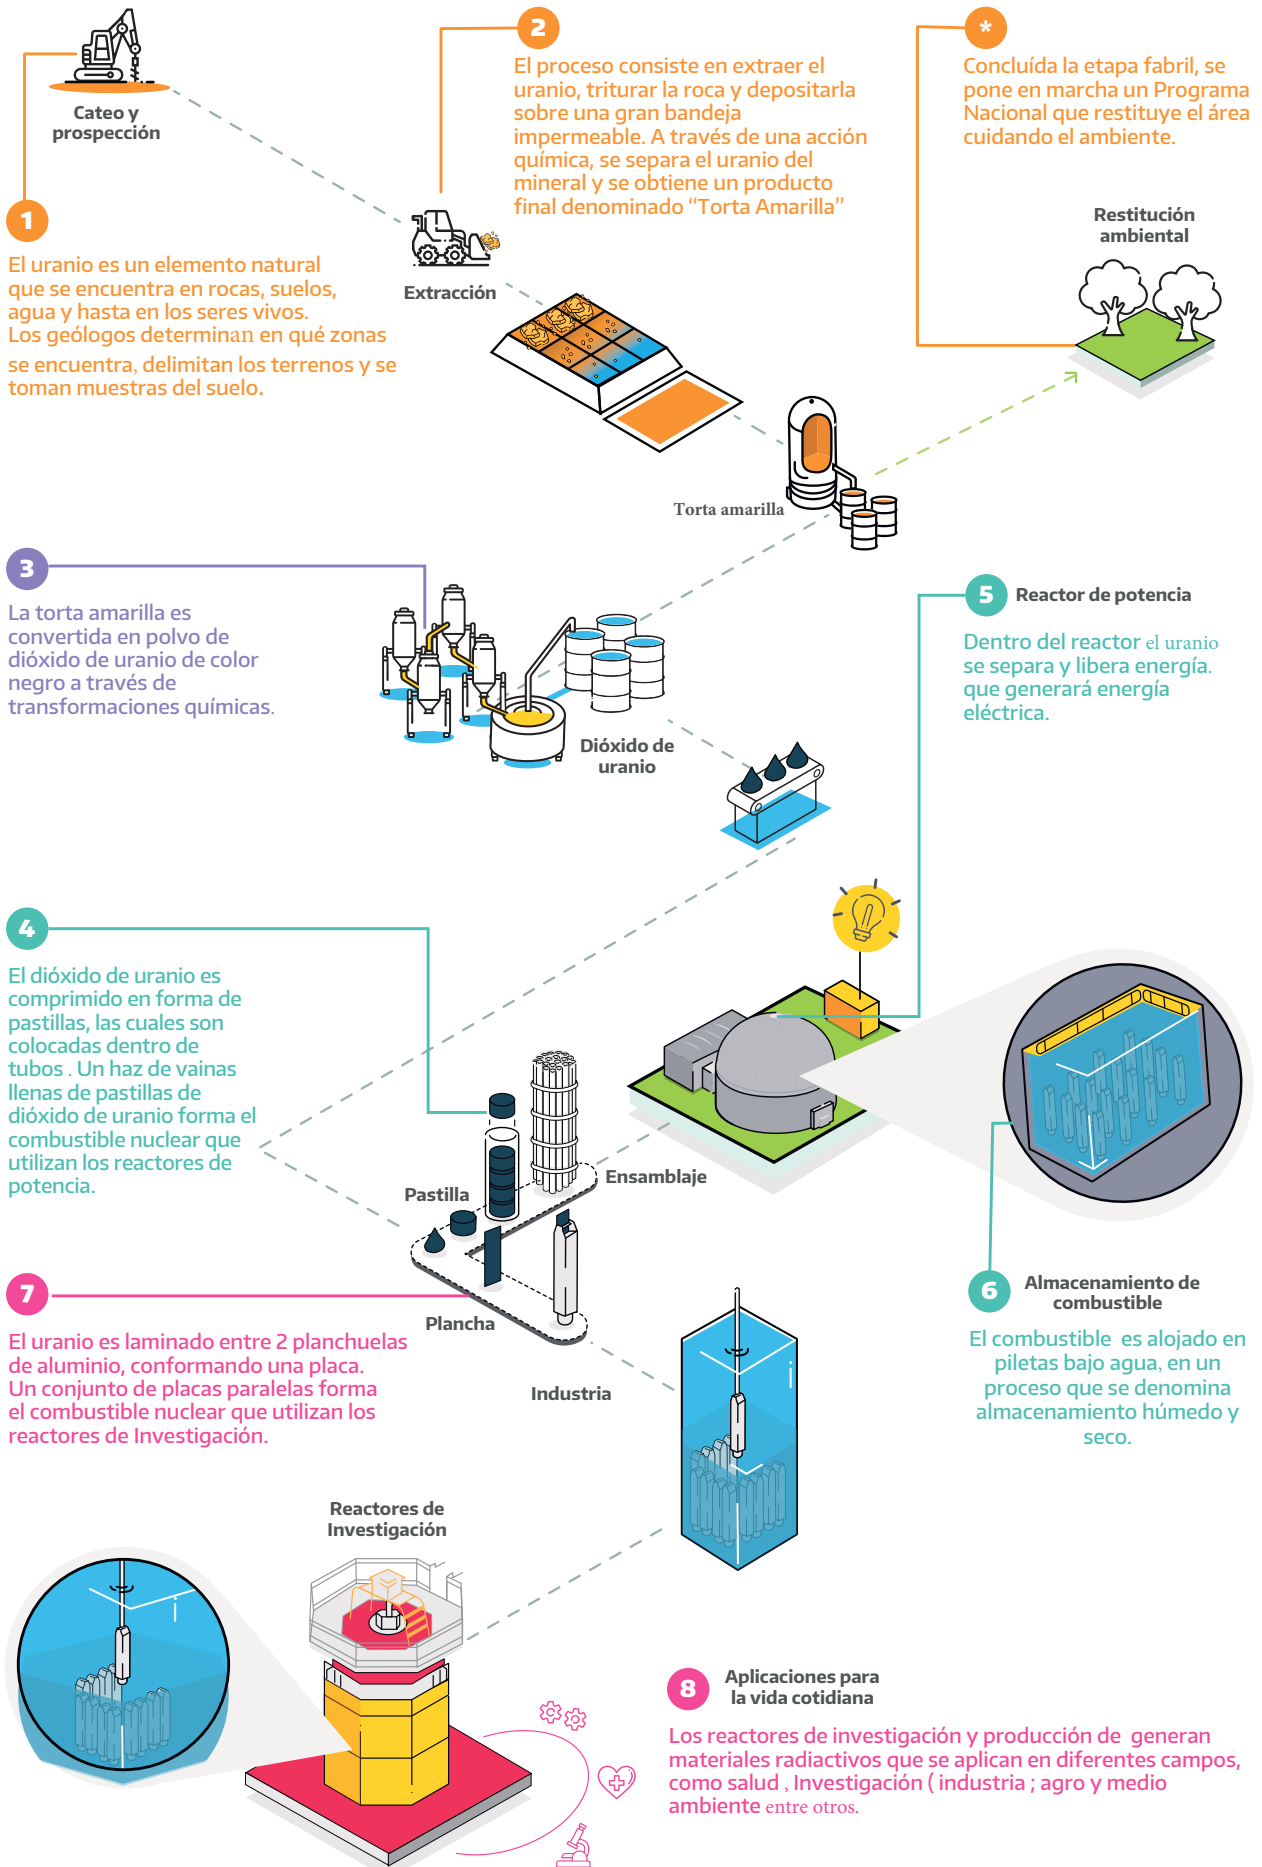 Cateo y
prospección
1
El uranio es un elemento natural
que se encuentra en rocas, suelos,
agua y hasta en los seres vivos.
Los geólogos determinan en qué zonas
se encuentra, delimitan los terrenos y se
toman muestras del suelo.
2
El proceso consiste en extraer el
uranio, triturar la roca y depositarla
sobre una gran bandeja
impermeable. A través de una acción
química, se separa el uranio del
mineral y se obtiene un producto
final denominado “Torta Amarilla”
Extracción
*
Concluída la etapa fabril, se
pone en marcha un Programa
Nacional que restituye el área
cuidando el ambiente.
Restitución
ambiental
Torta amarilla
3
La torta amarilla es
convertida en polvo de
dióxido de uranio de color
negro a través de
transformaciones químicas.
Dióxido de
uranio
5 Reactor de potencia
Dentro del reactor el uranio
se separa y libera energía.
que generará energía
eléctrica.
4
El dióxido de uranio es
comprimido en forma de
pastillas, las cuales son
colocadas dentro de
tubos . Un haz de vainas
llenas de pastillas de
dióxido de uranio forma el
combustible nuclear que
utilizan los reactores de
potencia.
Pastilla
Ensamblaje
Plancha
Industria
6 Almacenamiento de
combustible
El combustible es alojado en
piletas bajo agua, en un
proceso que se denomina
almacenamiento húmedo y
seco.
7
El uranio es laminado entre 2 planchuelas
de aluminio, conformando una placa.
Un conjunto de placas paralelas forma
el combustible nuclear que utilizan los
reactores de Investigación.
Reactores de
Investigación
8 Aplicaciones para
la vida cotidiana
Los reactores de investigación y producción de generan
materiales radiactivos que se aplican en diferentes campos,
como salud , Investigación ( industria ; agro y medio
ambiente entre otros.